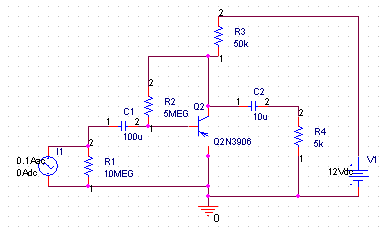 2
R3
50k
1
2
R2
5MEG
1
Q2
Q2N3906
C1
1 2
100u
C2
1 2
10u
2
R4
5k
1
I1
0.1Aac
0Adc
2
R1
10MEG
1
V1
12Vdc
0